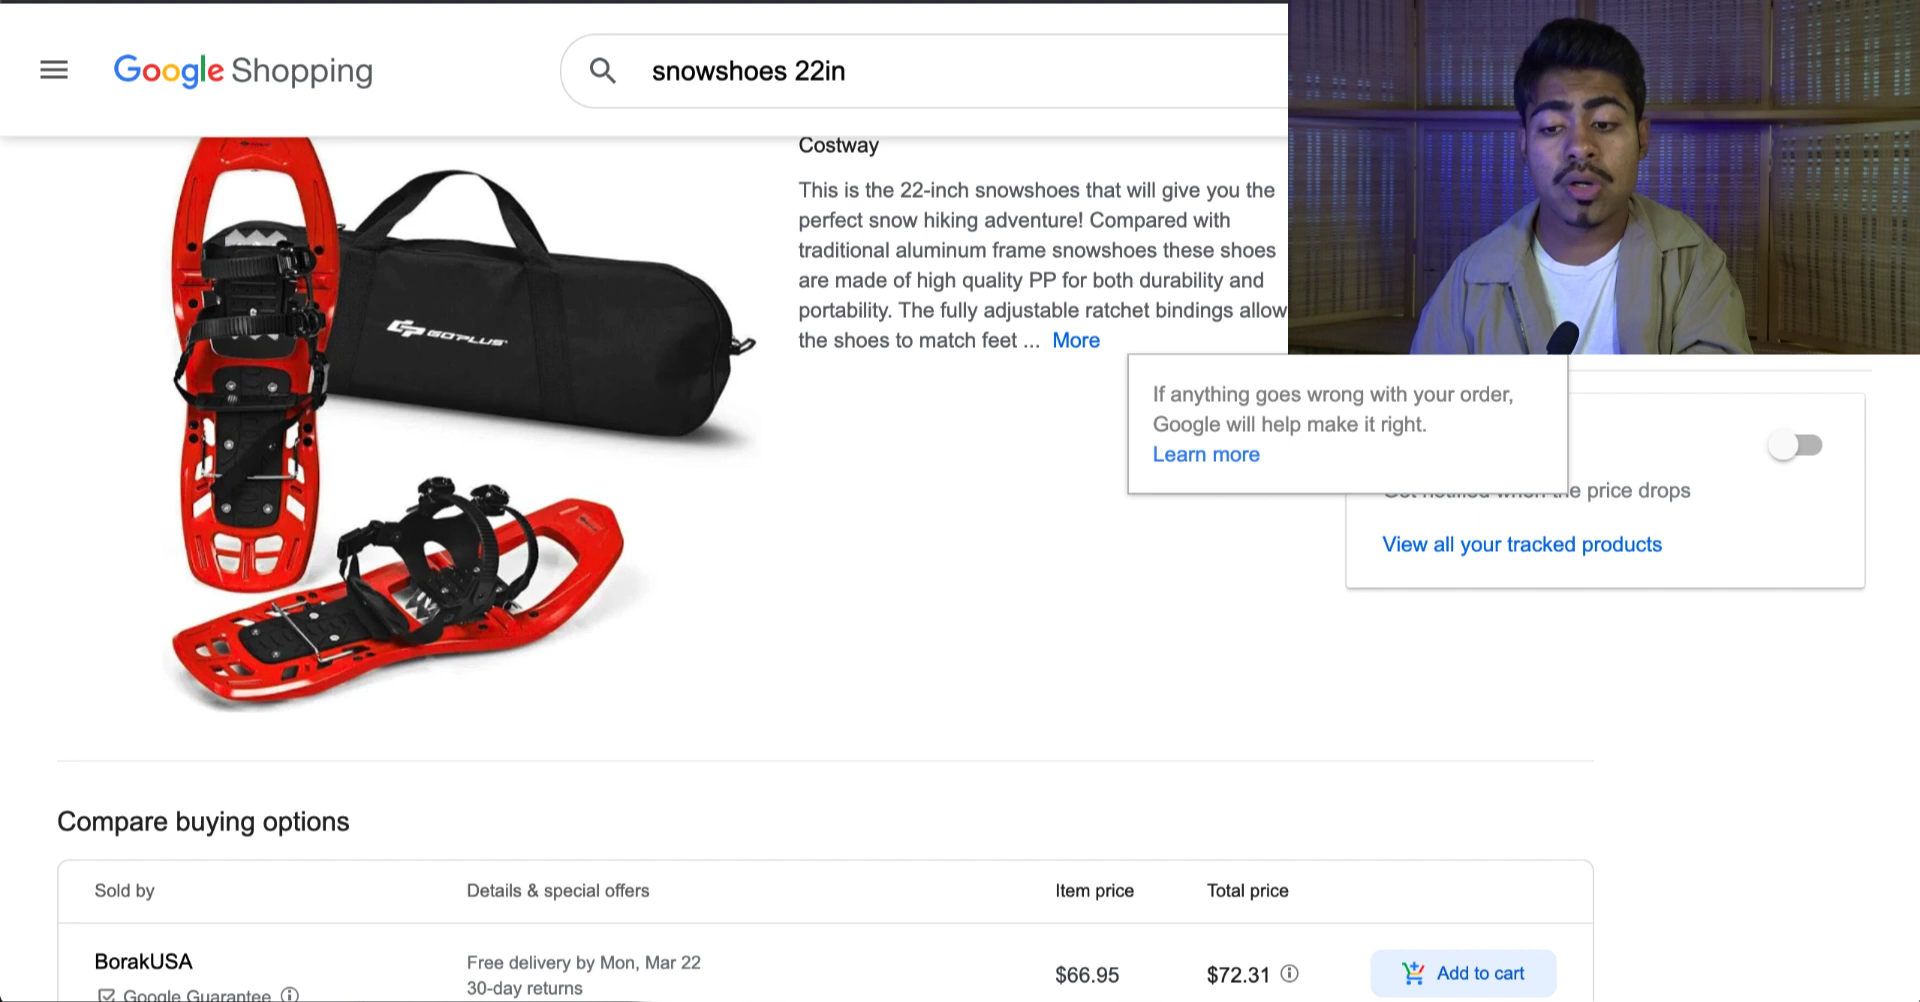 Google Shopping
snowshoes 22in
Costway
This is the 22-inch snowshoes that will give you the
perfect snow hiking adventure! Compared with
traditional aluminum frame snowshoes these shoes
are made of high quality PP for both durability and
portability. The fully adjustable ratchet bindings allow
the shoes to match feet ... More
GOPLUS
If anything goes wrong with your order,
Google will help make it right.
Learn more
price drops
View all your tracked products
Compare buying options
Sold by
Details & special offers
Item price
Total price
BorakUSA
Google Guarantee
Free delivery by Mon, Mar 22
30-day returns
$66.95
$72.31
Add to cart